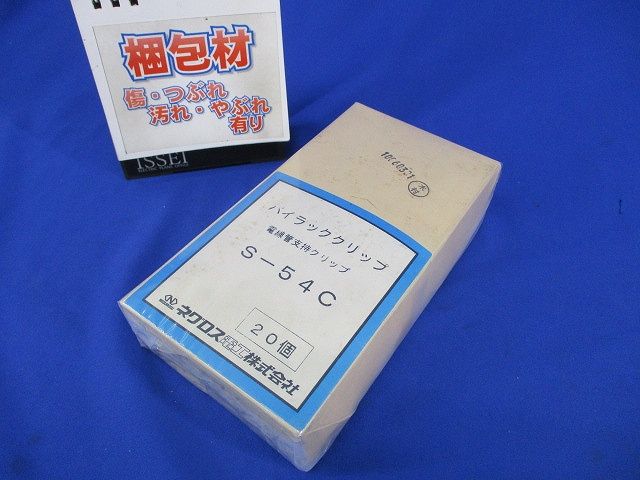 梱包材
傷・つぶれ
汚れ・やぶれ
有り
ISSEI
パイラッククリップ
電線管支持クリップ
S-54C
20個
ネグロス電工株式会社